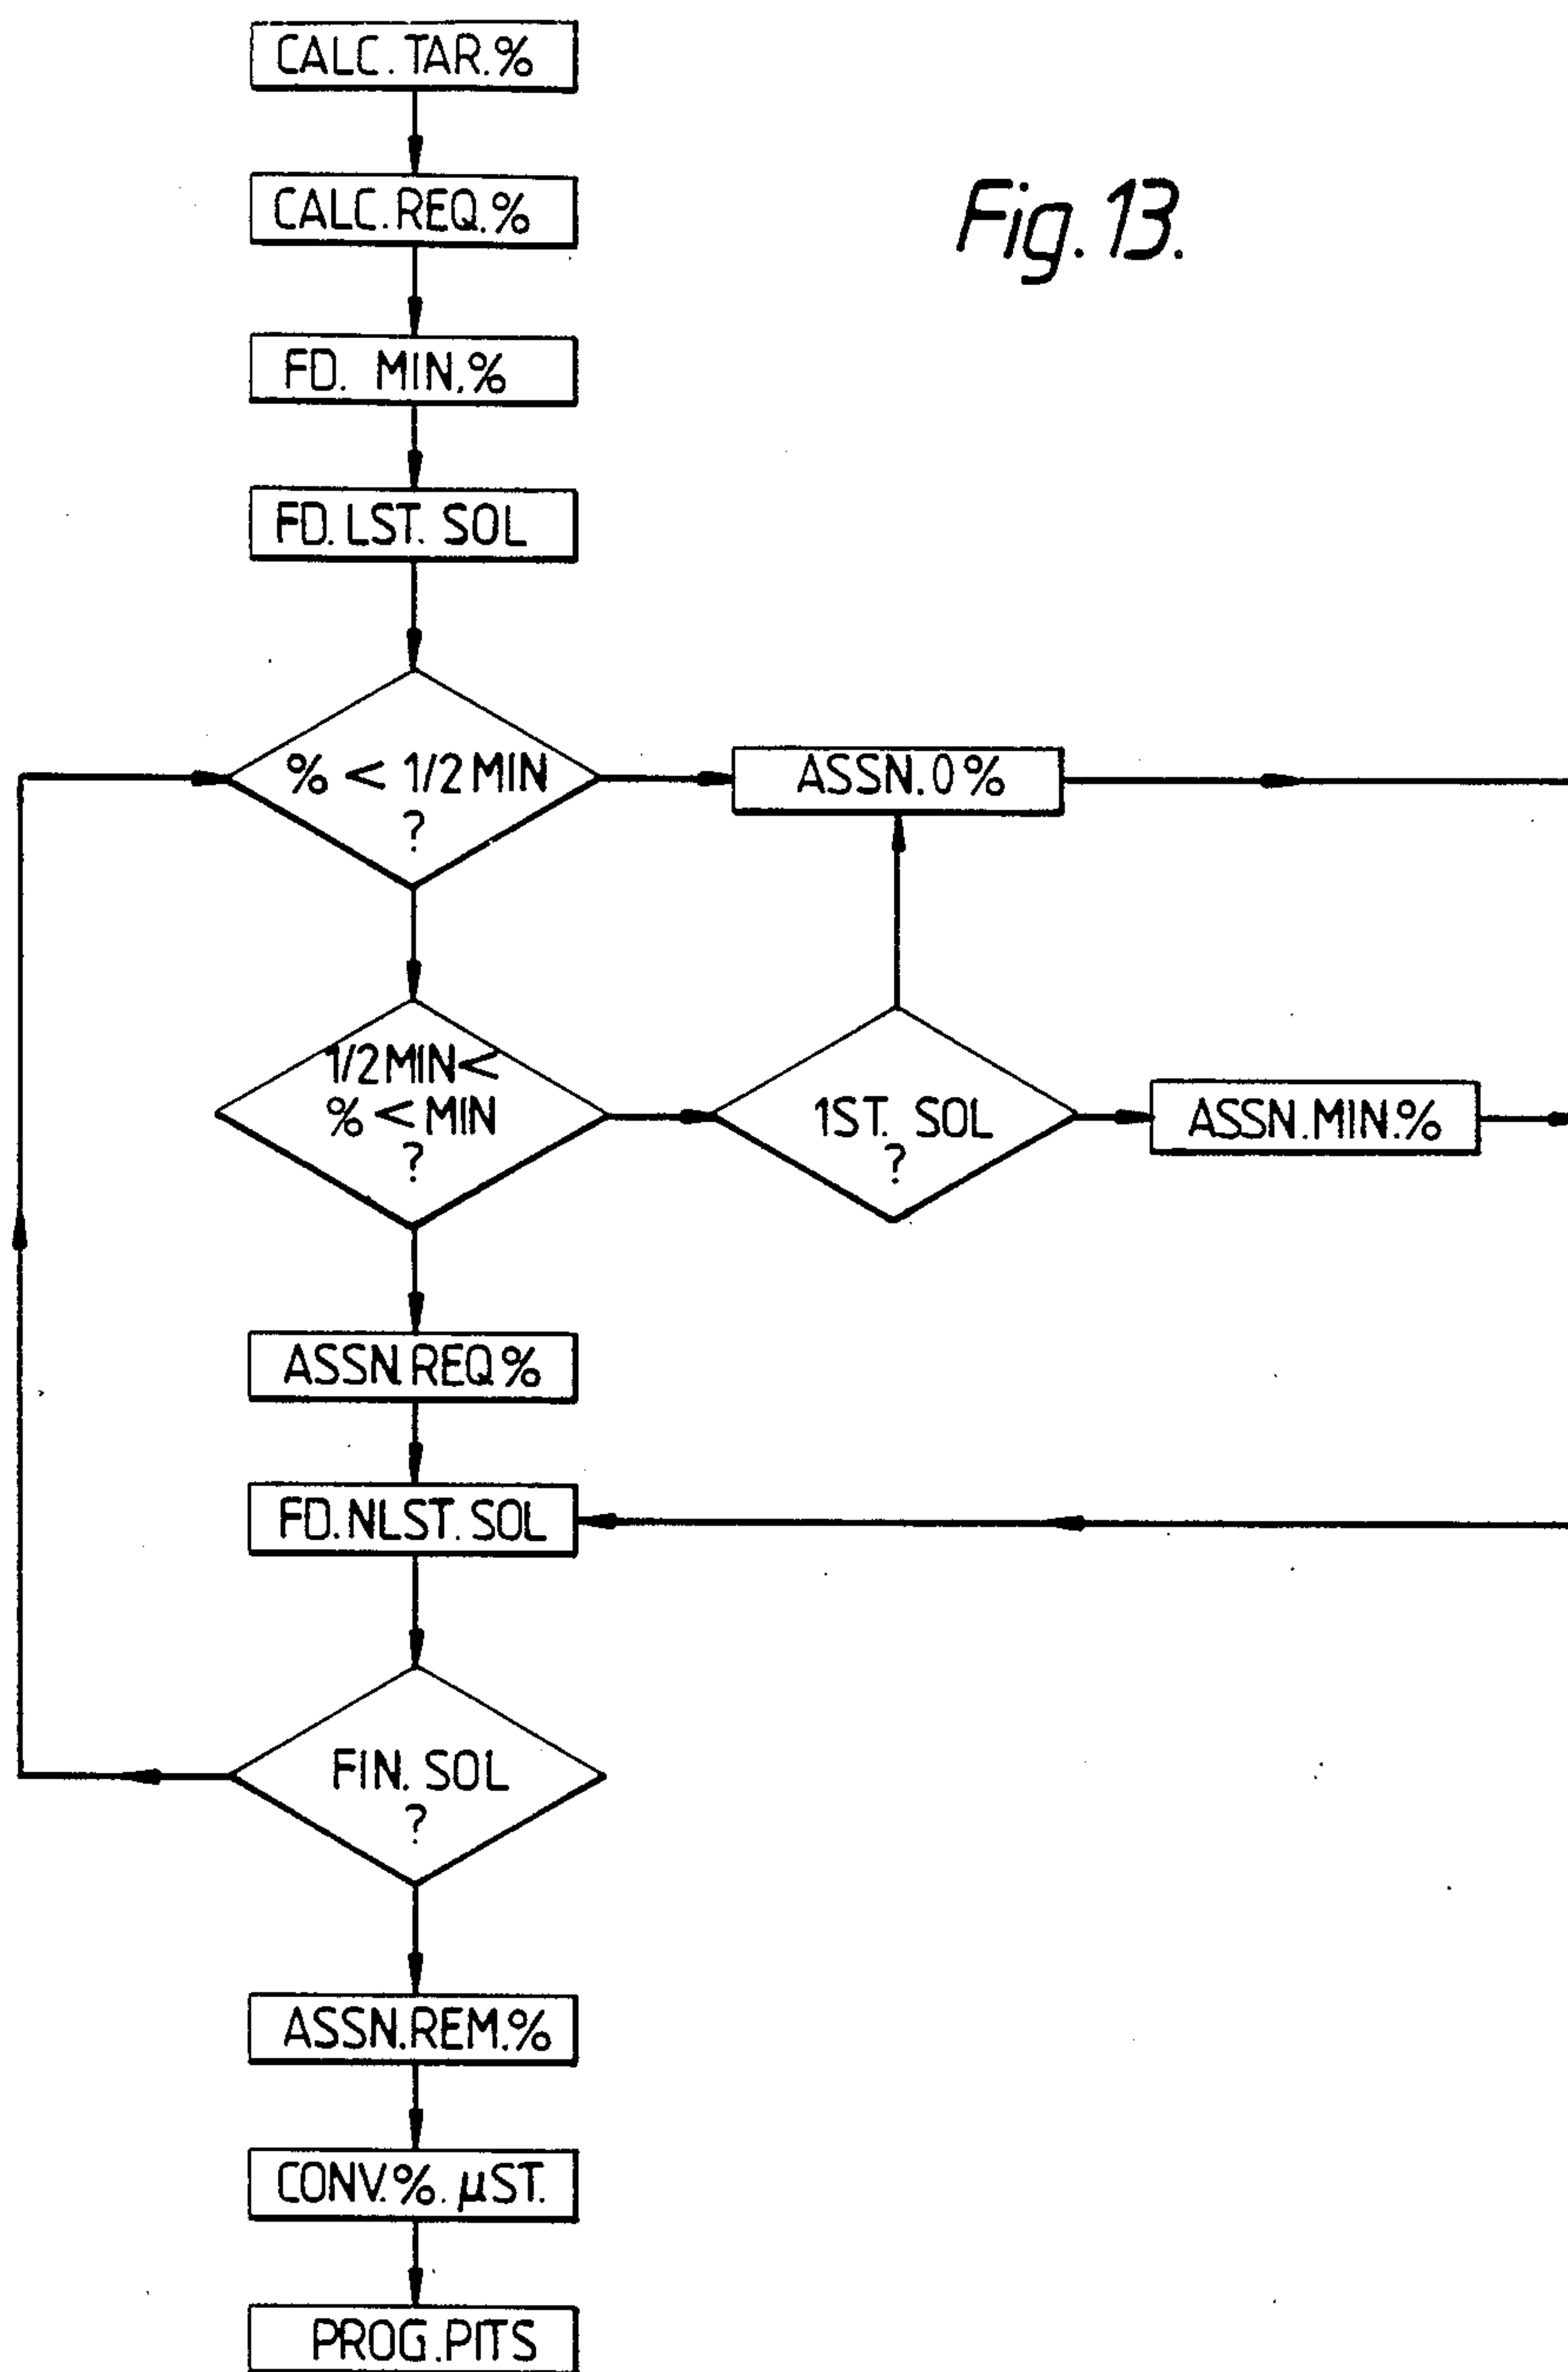 CALC.TAR.%
CALC.REQ.%
Fig.13.
FD. MIN.%
FD.LST. SOL
% < 1/2 MIN
?
ASSN.0%
1/2 MIN<
% < MIN
?
1ST. SOL
?
ASSN.MIN.%
ASSN.REQ%
FD.NLST.SOL
FIN. SOL
?
ASSN.REM.%
CONV.%.µST.
PROG.PITS